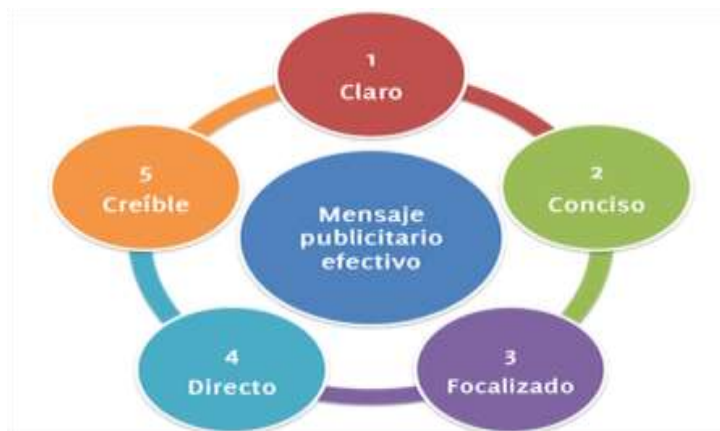 1
Claro
2
Conciso
3
Focalizado
4
Directo
5
Creíble
Mensaje
publicitario
efectivo